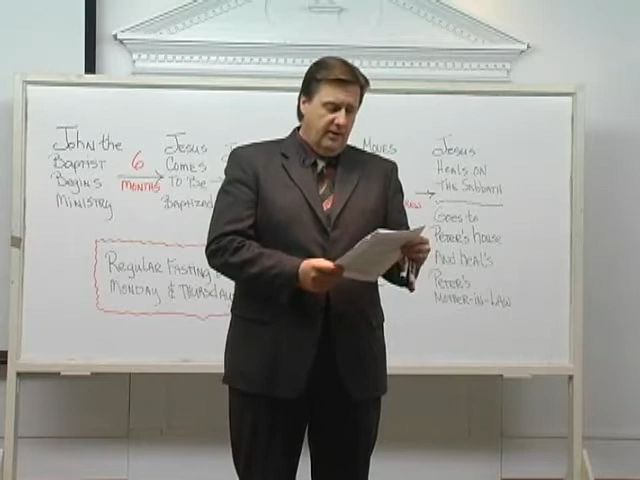 John the
Baptist
Begins
Ministry
6
MONTHS
Jesus
Comes
To Be
Baptized
MOVES
Jesus
Heals on
The Sabbath
Goes to
Peter's House
And Heal's
Peter's
Mother-in-Law
Regular Fasting
Monday & Thursday